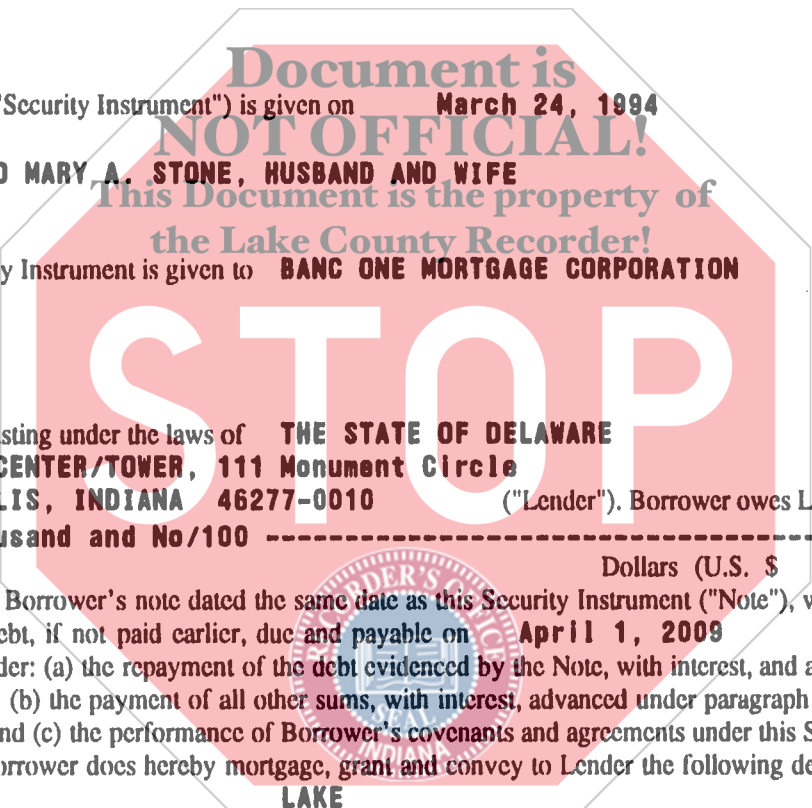 Document is
"Security Instrument") is given on March 24, 1994
NOT OFFICIAL!
D MARY A. STONE, HUSBAND AND WIFE
This Document is the property of
the Lake County Recorder!
y Instrument is given to BANC ONE MORTGAGE CORPORATION
STOP
sting under the laws of THE STATE OF DELAWARE
CENTER/TOWER, 111 Monument Circle
LIS, INDIANA 46277-0010 ("Lender"). Borrower owes L
usand and No/100 ----------------------------------
Dollars (U.S. $
Borrower's note dated the same date as this Security Instrument ("Note"), w
ebt, if not paid earlier, due and payable on April 1, 2009
der: (a) the repayment of the debt evidenced by the Note, with interest, and a
(b) the payment of all other sums, with interest, advanced under paragraph
nd (c) the performance of Borrower's covenants and agreements under this S
orrower does hereby mortgage, grant and convey to Lender the following de
LAKE
RECORDER'S OFFICE
SEAL
INDIANA